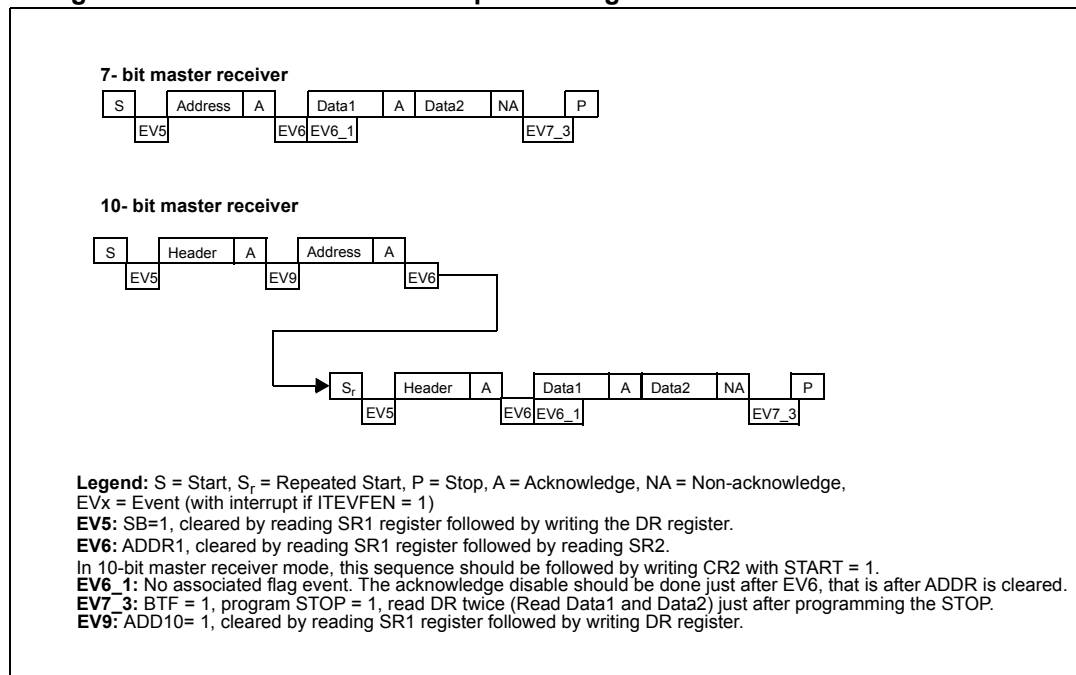 7- bit master receiver
S Address A Data1 A Data2 NA P
EV5 EV6 EV6_1 EV7_3
10- bit master receiver
S Header A Address A
EV5 EV9 EV6
Sr Header A Data1 A Data2 NA P
EV5 EV6 EV6_1 EV7_3
Legend: S = Start, Sr = Repeated Start, P = Stop, A = Acknowledge, NA = Non-acknowledge,
EVx = Event (with interrupt if ITEVFEN = 1)
EV5: SB=1, cleared by reading SR1 register followed by writing the DR register.
EV6: ADDR1, cleared by reading SR1 register followed by reading SR2.
In 10-bit master receiver mode, this sequence should be followed by writing CR2 with START = 1.
EV6_1: No associated flag event. The acknowledge disable should be done just after EV6, that is after ADDR is cleared.
EV7_3: BTF = 1, program STOP = 1, read DR twice (Read Data1 and Data2) just after programming the STOP.
EV9: ADD10= 1, cleared by reading SR1 register followed by writing DR register.